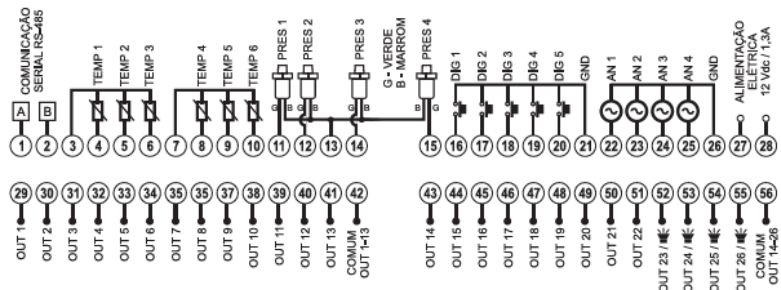 COMUNICAÇÃO
SERIAL RS-485
TEMP 1
TEMP 2
TEMP 3
TEMP 4
TEMP 5
TEMP 6
PRES 1
PRES 2
PRES 3
G - VERDE
B - MARROM
PRES 4
DIG 1
DIG 2
DIG 3
DIG 4
DIG 5
GND
AN 1
AN 2
AN 3
AN 4
GND
ALIMENTAÇÃO
ELÉTRICA
12 Vdc / 1,3A
A B
G B G B G B B G
1 2 3 4 5 6 7 8 9 10 11 12 13 14 15 16 17 18 19 20 21 22 23 24 25 26 27 28
29 30 31 32 33 34 35 35 37 38 39 40 41 42 43 44 45 46 47 48 49 50 51 52 53 54 55 56
OUT 1
OUT 2
OUT 3
OUT 4
OUT 5
OUT 6
OUT 7
OUT 8
OUT 9
OUT 10
OUT 11
OUT 12
OUT 13
COMUM
OUT 1-13
OUT 14
OUT 15
OUT 16
OUT 17
OUT 18
OUT 19
OUT 20
OUT 21
OUT 22
OUT 23 /
OUT 24 /
OUT 25 /
OUT 26 /
COMUM
OUT 14-26